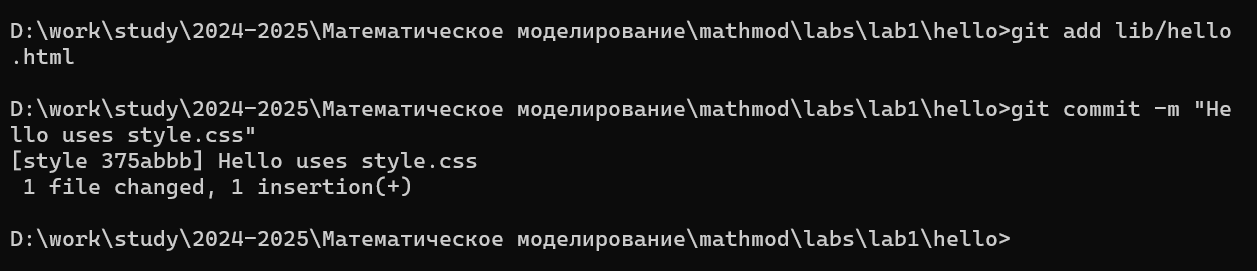 D:\work\study\2024-2025\Математическое моделирование\mathmod\labs\lab1\hello>git add lib/hello
.html
D:\work\study\2024-2025\Математическое моделирование\mathmod\labs\lab1\hello>git commit -m "He
llo uses style.css"
[style 375abbb] Hello uses style.css
 1 file changed, 1 insertion(+)
D:\work\study\2024-2025\Математическое моделирование\mathmod\labs\lab1\hello>